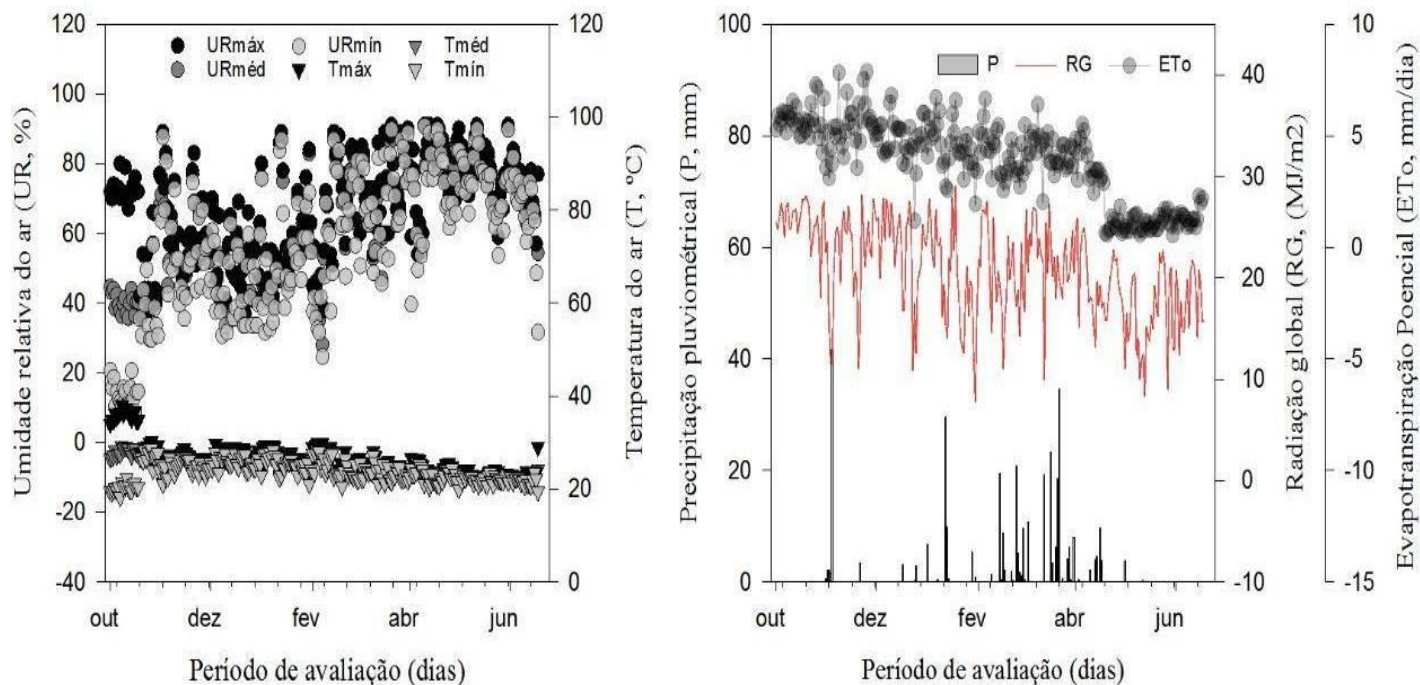 120
100
80
60
40
20
0
-20
-40
Umidade relativa do ar (UR, %)
URmáx
URmín
Tméd
URméd
Tmáx
Tmín
120
100
80
60
40
20
0
Temperatura do ar (T, ºC)
out
dez
fev
abr
jun
Período de avaliação (dias)
100
80
60
40
20
0
Precipitação pluviométrical (P, mm)
P
RG
ETo
40
30
20
10
0
-10
Radiação global (RG, (MJ/m2)
10
5
0
-5
-10
-15
Evapotranspiração Poencial (ETo, mm/dia)
out
dez
fev
abr
jun
Período de avaliação (dias)